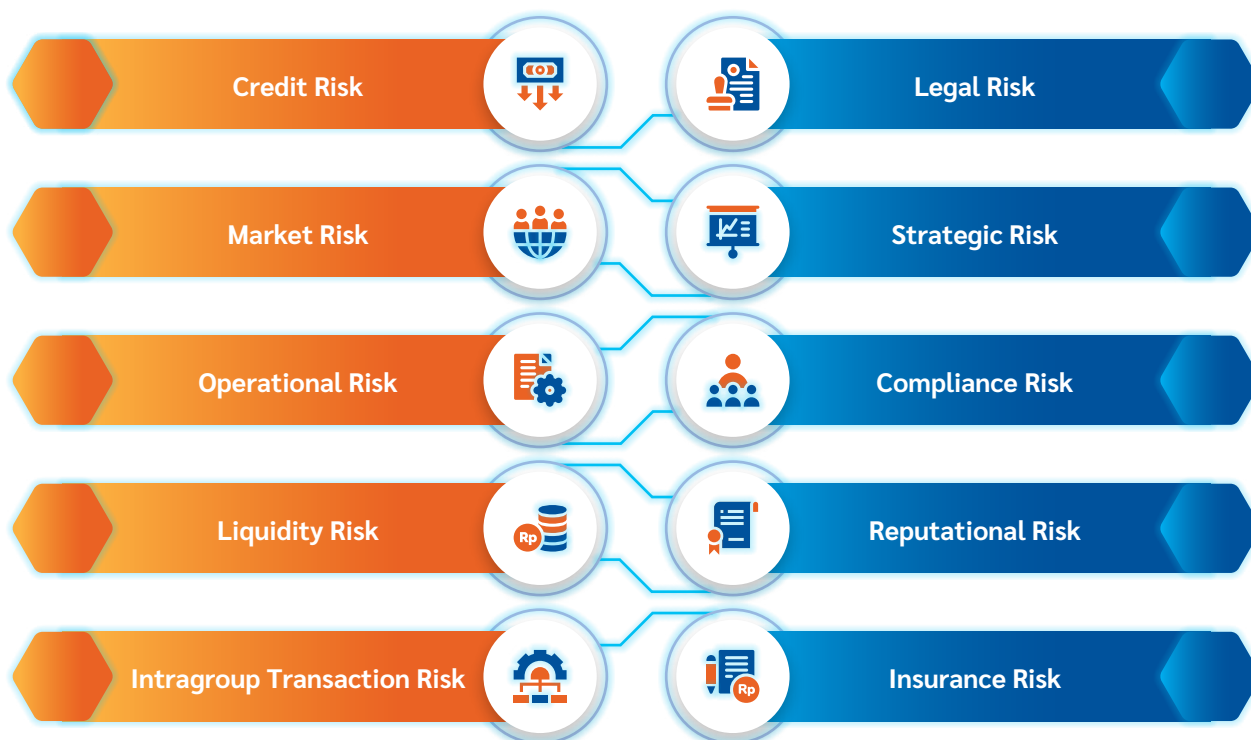 Credit Risk
Legal Risk
Market Risk
Strategic Risk
Operational Risk
Compliance Risk
Liquidity Risk
Rp
Reputational Risk
Intragroup Transaction Risk
Rp
Insurance Risk